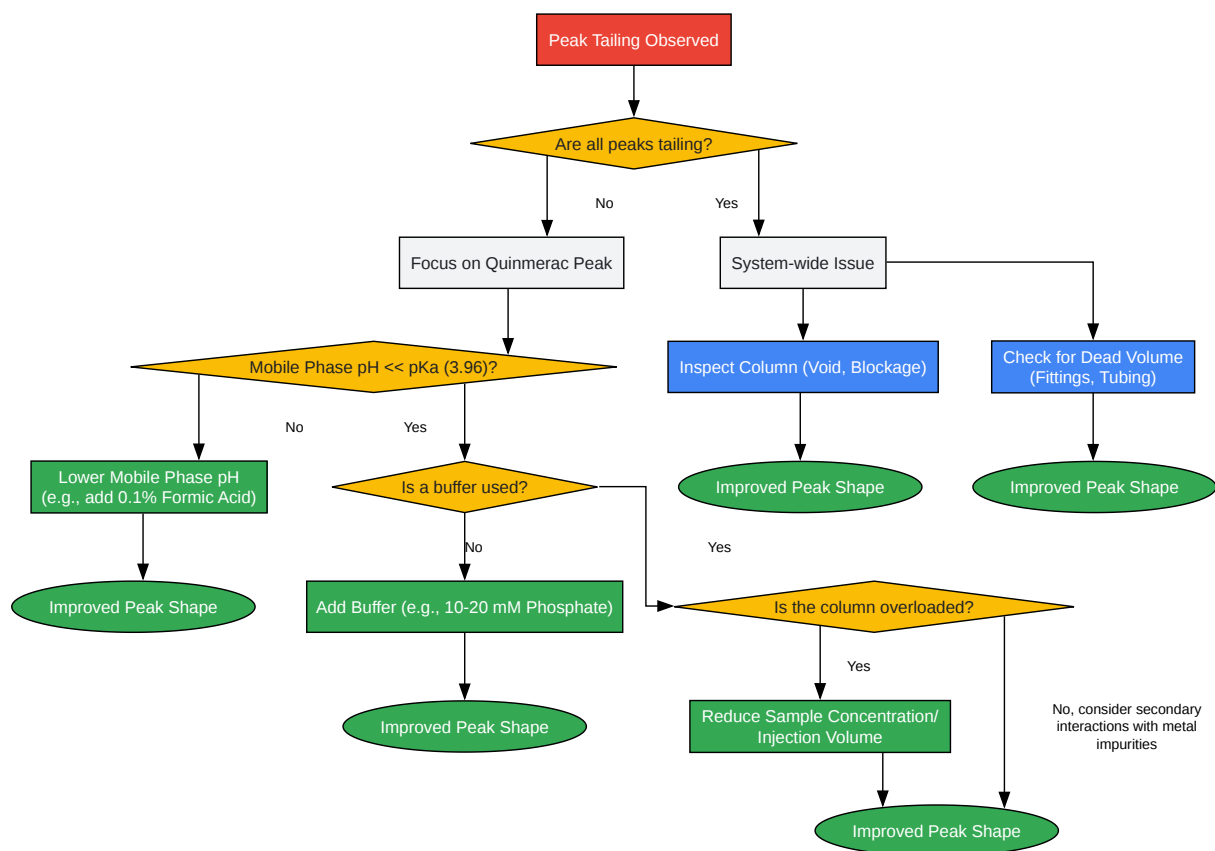 Peak Tailing Observed
Are all peaks tailing?
No
Yes
Focus on Quinmerac Peak
System-wide Issue
Mobile Phase pH << pKa (3.96)?
Inspect Column (Void, Blockage)
Check for Dead Volume
(Fittings, Tubing)
No
Yes
Lower Mobile Phase pH
(e.g., add 0.1% Formic Acid)
Is a buffer used?
Improved Peak Shape
Improved Peak Shape
No
Yes
Improved Peak Shape
Add Buffer (e.g., 10-20 mM Phosphate)
Is the column overloaded?
Yes
Improved Peak Shape
Reduce Sample Concentration/
Injection Volume
No, consider secondary
interactions with metal
impurities
Improved Peak Shape